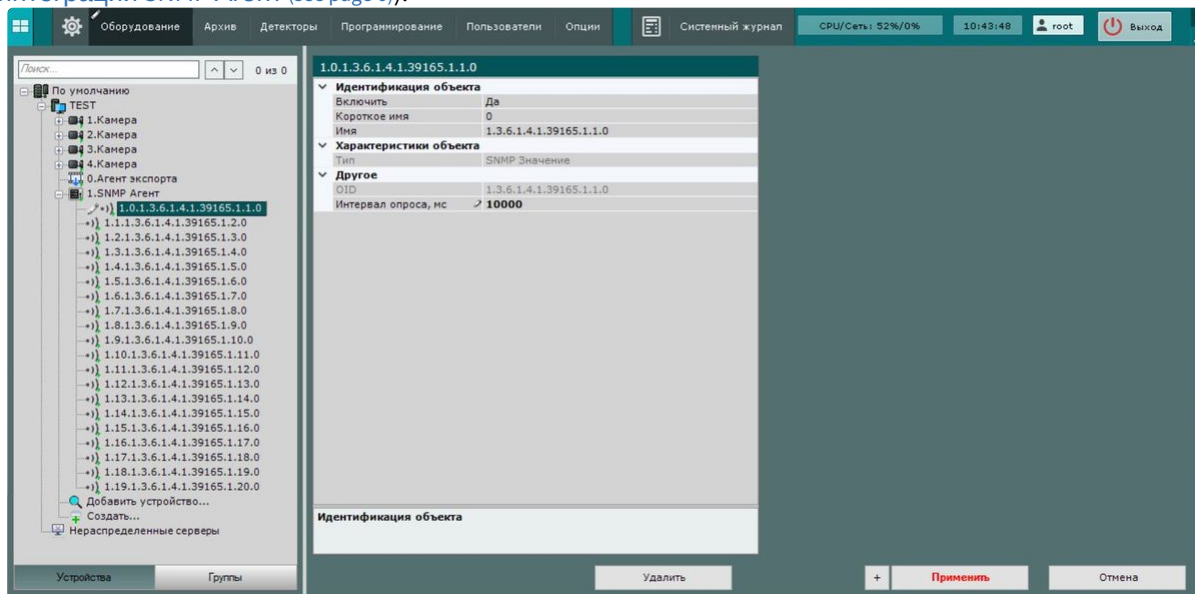 интеграции SNMP Агент (see page 6)).
Оборудование Архив Детекторы Программирование Пользователи Опции Системный журнал CPU/Сеть: 52%/0% 10:43:48 root Выход
Поиск... 0 из 0
По умолчанию
TEST
1.Камера
2.Камера
3.Камера
4.Камера
0.Агент экспорта
1.SNMP Агент
1.0.1.3.6.1.4.1.39165.1.1.0
1.1.1.3.6.1.4.1.39165.1.2.0
1.2.1.3.6.1.4.1.39165.1.3.0
1.3.1.3.6.1.4.1.39165.1.4.0
1.4.1.3.6.1.4.1.39165.1.5.0
1.5.1.3.6.1.4.1.39165.1.6.0
1.6.1.3.6.1.4.1.39165.1.7.0
1.7.1.3.6.1.4.1.39165.1.8.0
1.8.1.3.6.1.4.1.39165.1.9.0
1.9.1.3.6.1.4.1.39165.1.10.0
1.10.1.3.6.1.4.1.39165.1.11.0
1.11.1.3.6.1.4.1.39165.1.12.0
1.12.1.3.6.1.4.1.39165.1.13.0
1.13.1.3.6.1.4.1.39165.1.14.0
1.14.1.3.6.1.4.1.39165.1.15.0
1.15.1.3.6.1.4.1.39165.1.16.0
1.16.1.3.6.1.4.1.39165.1.17.0
1.17.1.3.6.1.4.1.39165.1.18.0
1.18.1.3.6.1.4.1.39165.1.19.0
1.19.1.3.6.1.4.1.39165.1.20.0
Добавить устройство...
Создать...
Нераспределенные серверы
Устройства Группы
1.0.1.3.6.1.4.1.39165.1.1.0
Идентификация объекта
Включить Да
Короткое имя 0
Имя 1.3.6.1.4.1.39165.1.1.0
Характеристики объекта
Тип SNMP Значение
Другое
OID 1.3.6.1.4.1.39165.1.1.0
Интервал опроса, мс 10000
Идентификация объекта
Удалить + Применить Отмена